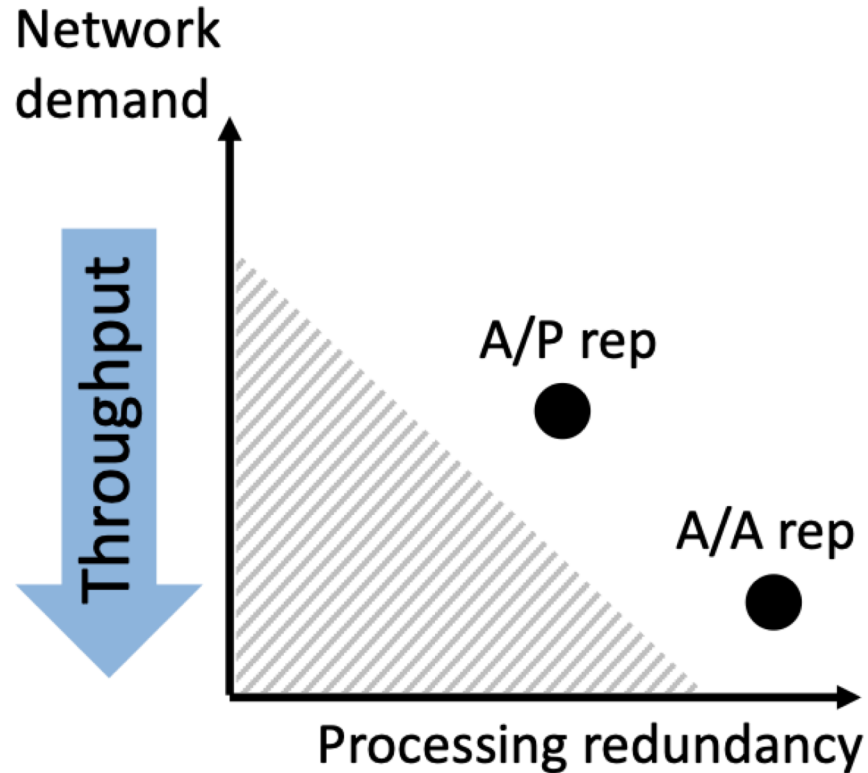 Network
demand
Throughput
A/P rep
A/A rep
Processing redundancy